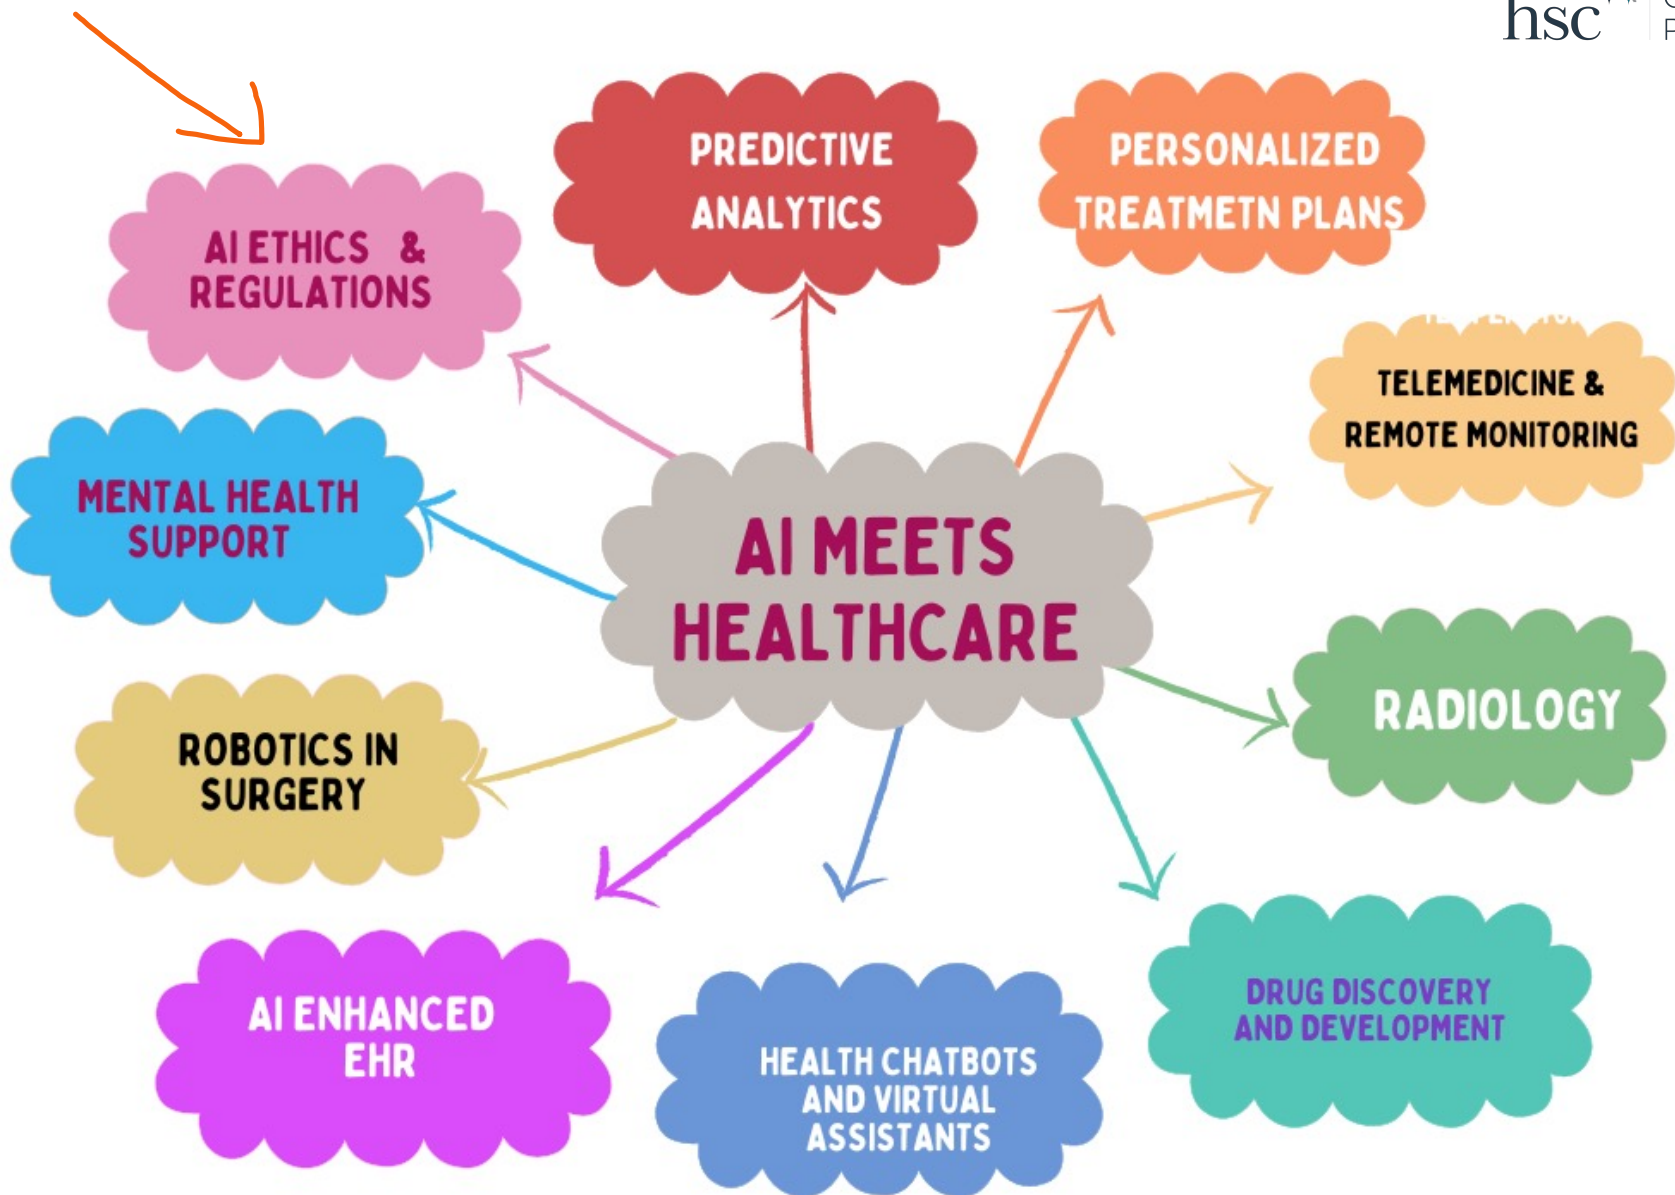 hsc
PREDICTIVE
ANALYTICS
PERSONALIZED
TREATMETN PLANS
AI ETHICS &
REGULATIONS
TELEMEDICINE &
REMOTE MONITORING
MENTAL HEALTH
SUPPORT
AI MEETS
HEALTHCARE
RADIOLOGY
ROBOTICS IN
SURGERY
AI ENHANCED
EHR
HEALTH CHATBOTS
AND VIRTUAL
ASSISTANTS
DRUG DISCOVERY
AND DEVELOPMENT